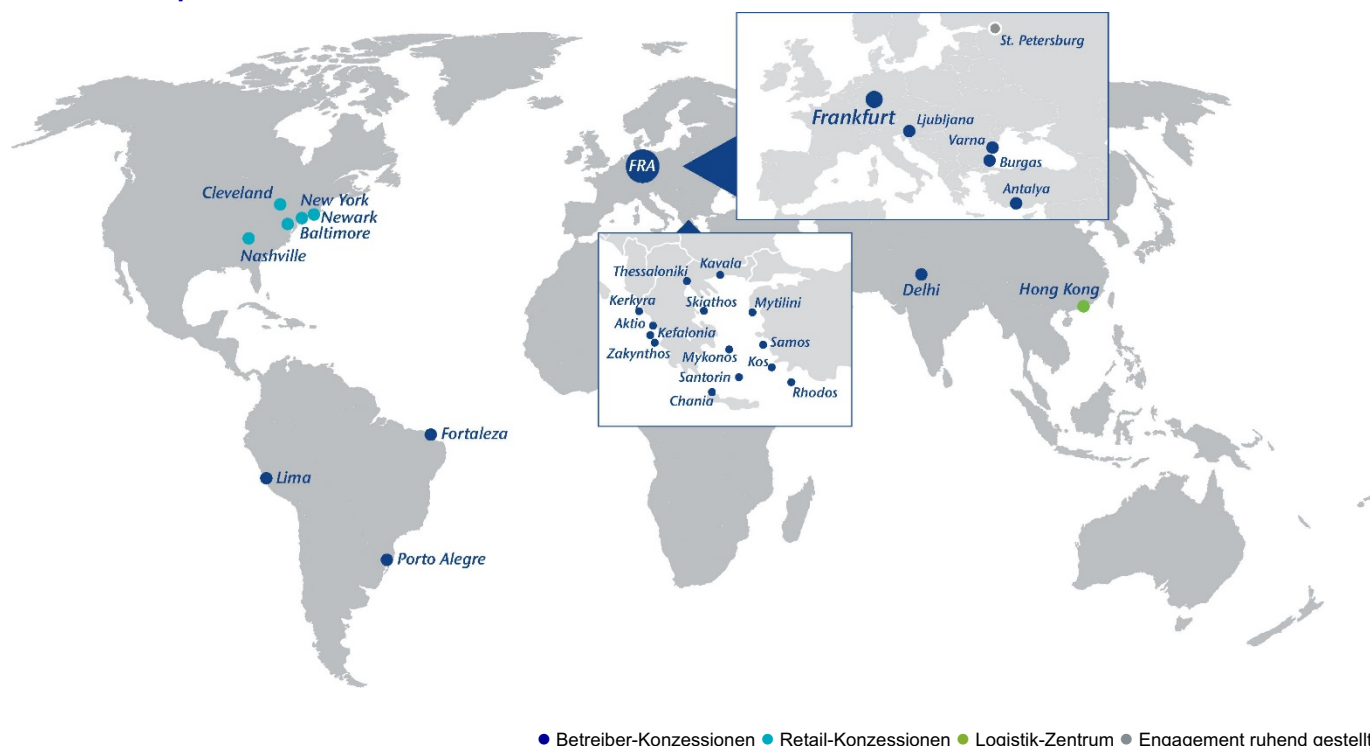 St. Petersburg
Frankfurt
Ljubljana
Varna
Burgas
Antalya
FRA
Cleveland
New York
Newark
Baltimore
Nashville
Thessaloniki
Kavala
Kerkyra
Skiathos
Mytilini
Aktio
Kefalonia
Zakynthos
Mykonos
Samos
Kos
Santorin
Rhodos
Chania
Delhi
Hong Kong
Fortaleza
Lima
Porto Alegre
Betreiber-Konzessionen Retail-Konzessionen Logistik-Zentrum Engagement ruhend gestellt